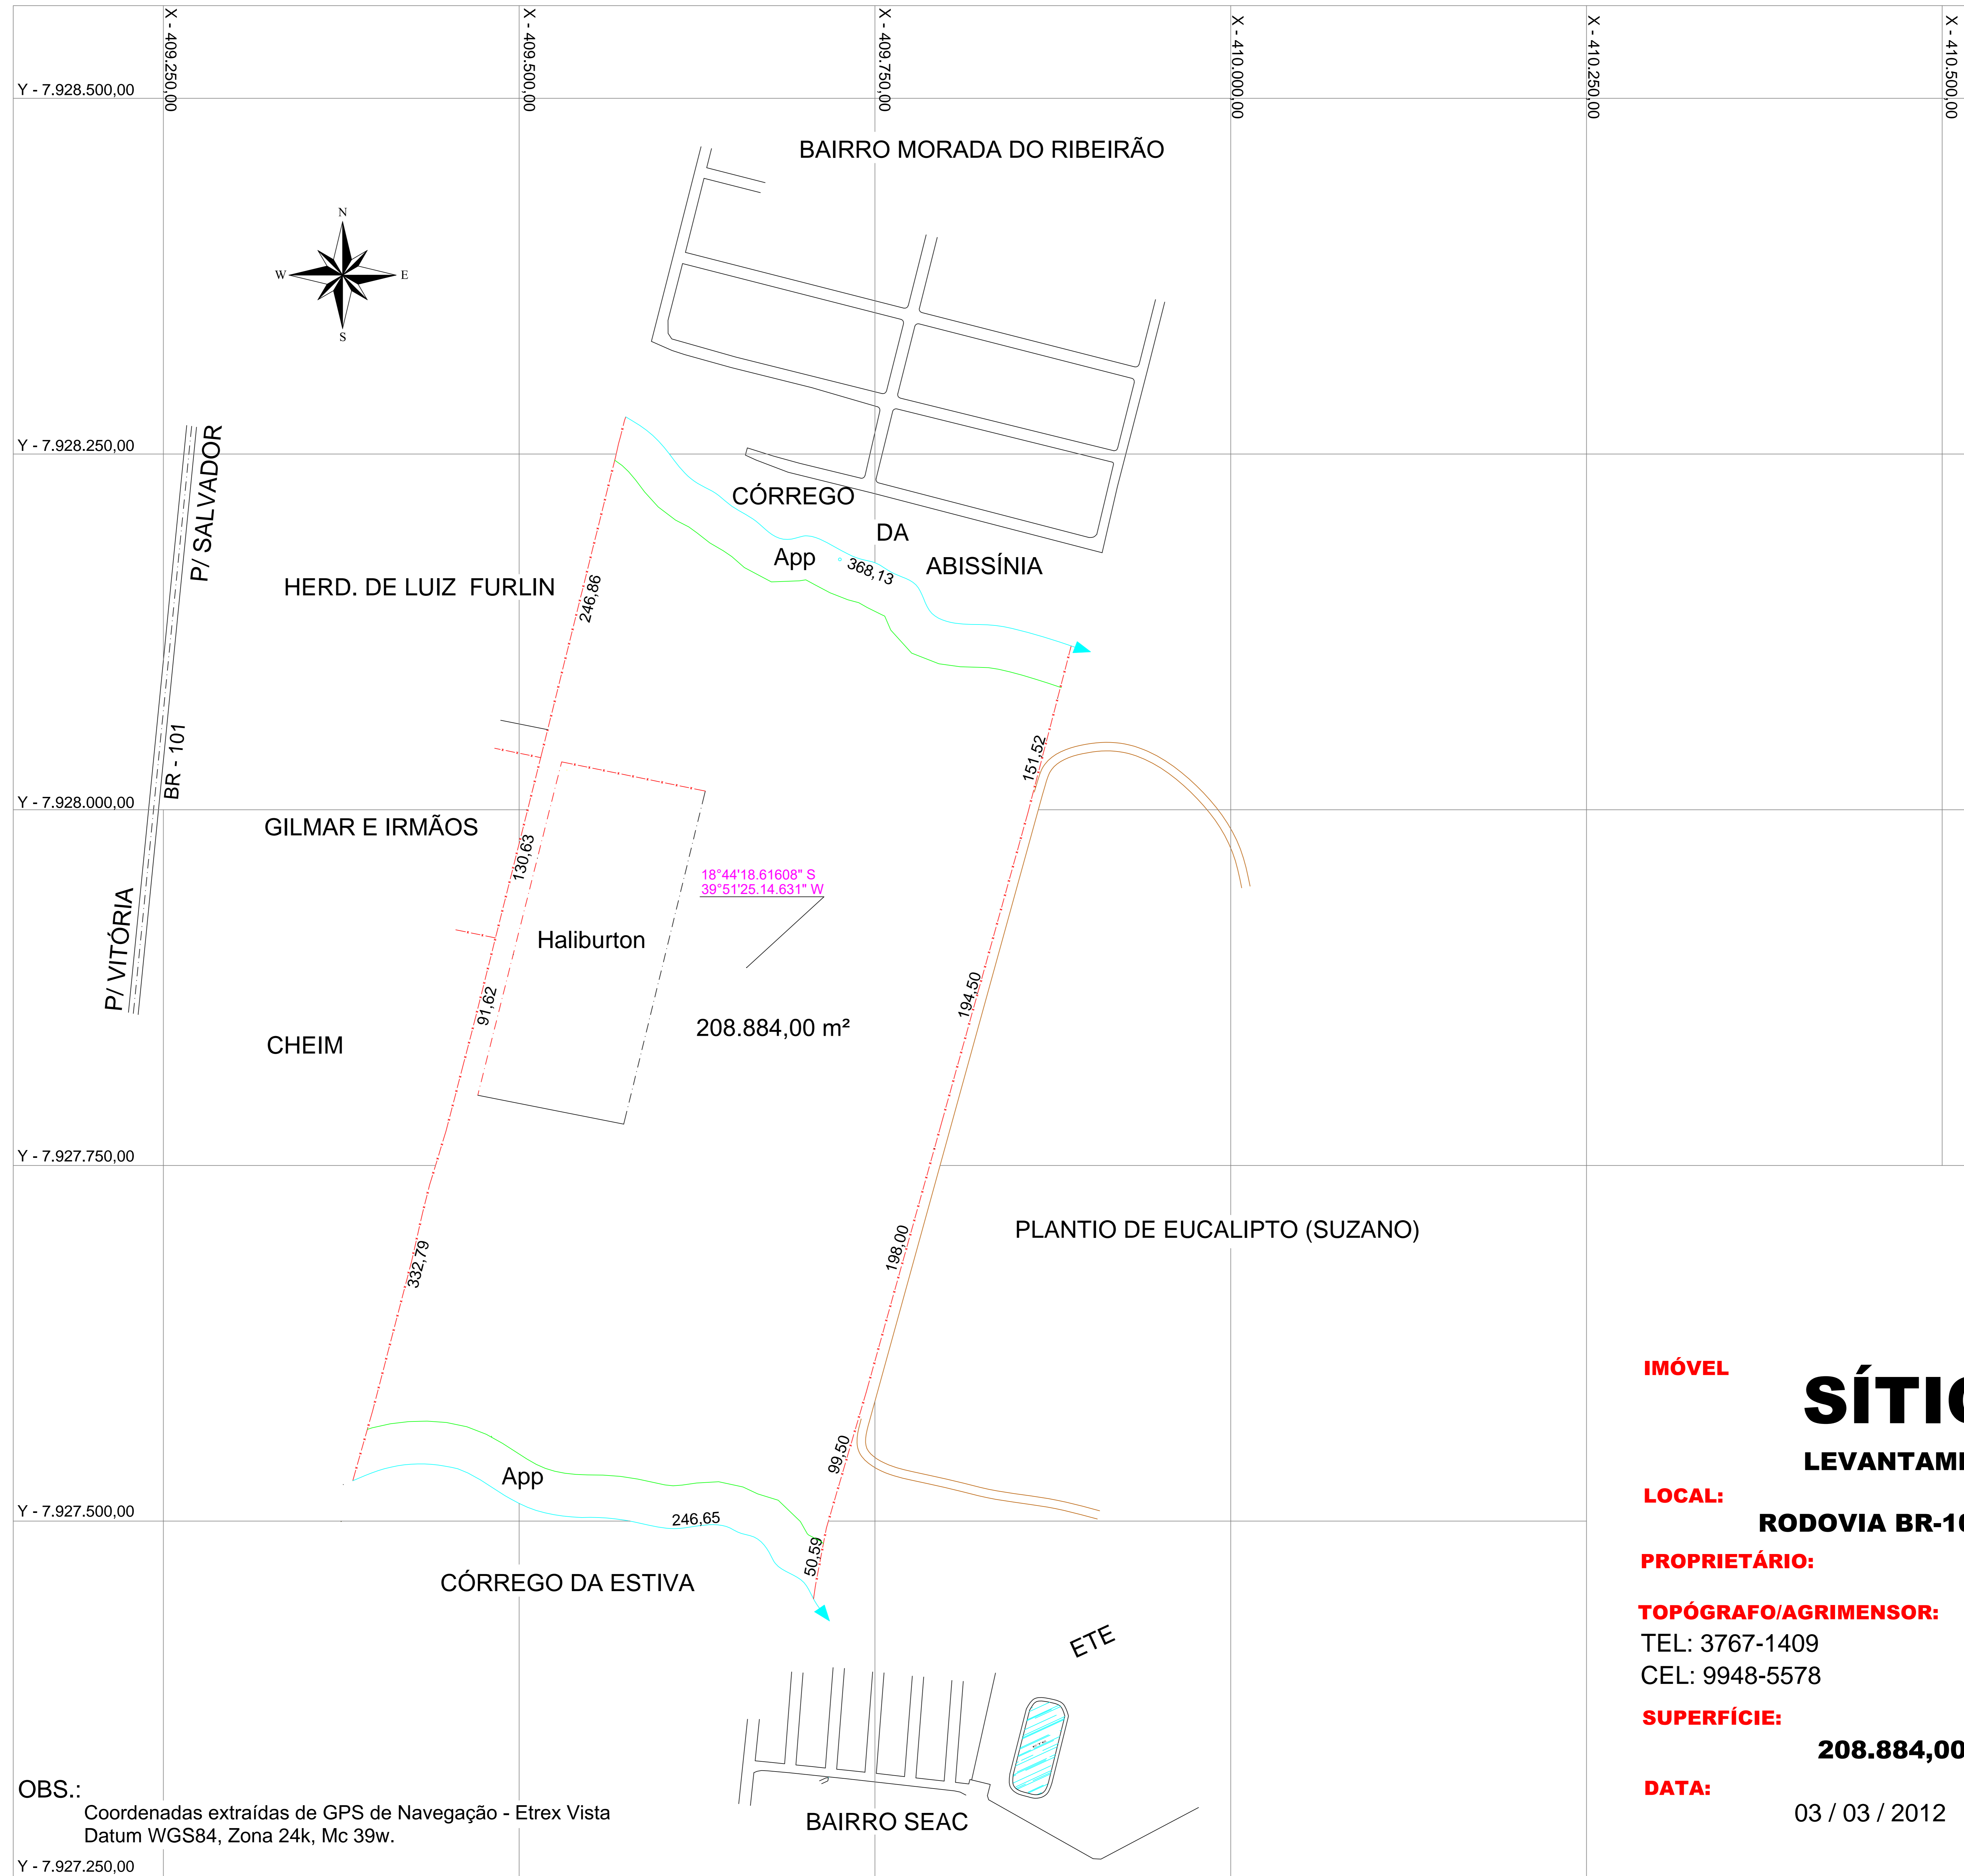 X - 409.250,00
X - 409.500,00
X - 409.750,00
X - 410.000,00
X - 410.250,00
X - 410.500,00
Y - 7.928.500,00
BAIRRO MORADA DO RIBEIRÃO
N
W
E
S
Y - 7.928.250,00
P/ SALVADOR
CÓRREGO
DA
ABISSÍNIA
App
368,13
HERD. DE LUIZ FURLIN
246,86
151,52
BR - 101
Y - 7.928.000,00
GILMAR E IRMÃOS
130,63
18°44'18.61608" S
39°51'25.14.631" W
P/ VITÓRIA
Haliburton
91,62
194,50
208.884,00 m²
CHEIM
Y - 7.927.750,00
PLANTIO DE EUCALIPTO (SUZANO)
332,79
198,00
99,50
App
Y - 7.927.500,00
246,65
50,59
CÓRREGO DA ESTIVA
ETE
BAIRRO SEAC
OBS.:
Coordenadas extraídas de GPS de Navegação - Etrex Vista
Datum WGS84, Zona 24k, Mc 39w.
Y - 7.927.250,00
IMÓVEL
SÍTIO
LEVANTAM
LOCAL:
RODOVIA BR-10
PROPRIETÁRIO:
TOPÓGRAFO/AGRIMENSOR:
TEL: 3767-1409
CEL: 9948-5578
SUPERFÍCIE:
208.884,00
DATA:
03 / 03 / 2012